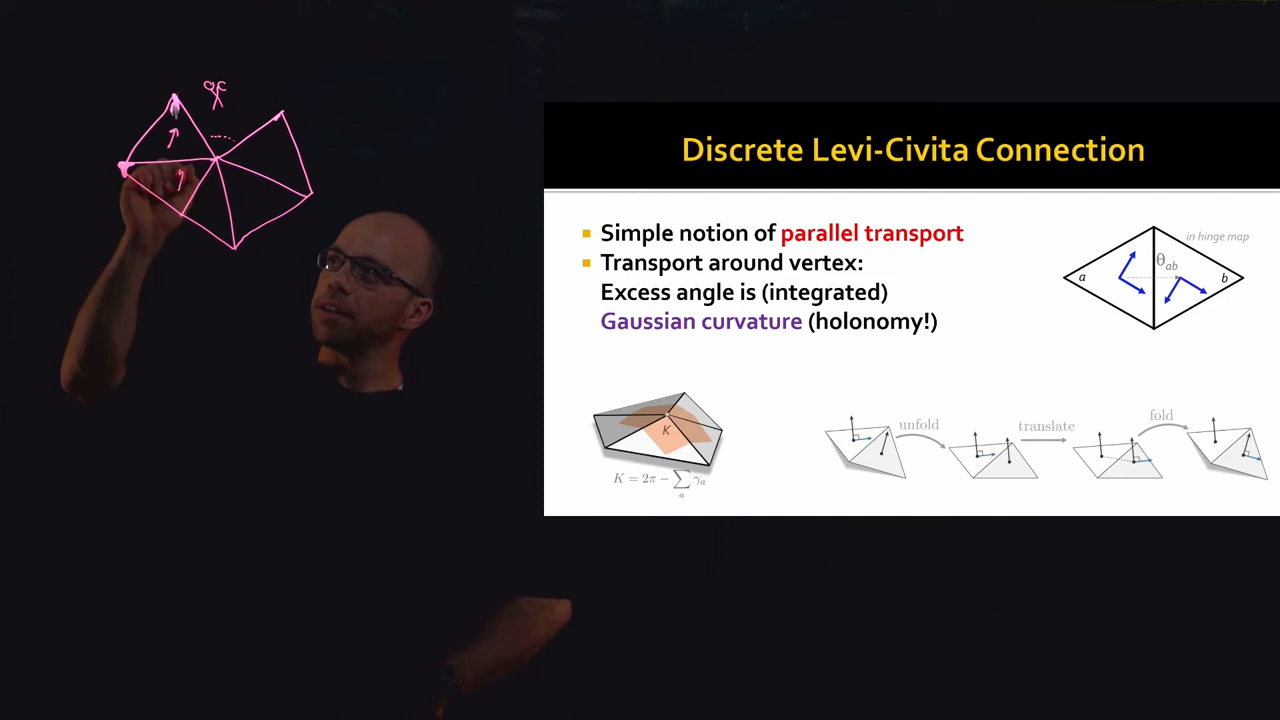 Discrete Levi-Civita Connection
Simple notion of parallel transport
Transport around vertex:
Excess angle is (integrated)
Gaussian curvature (holonomy!)
in hinge map
a
θab
b
K
K = 2π − ∑a γa
unfold
translate
fold